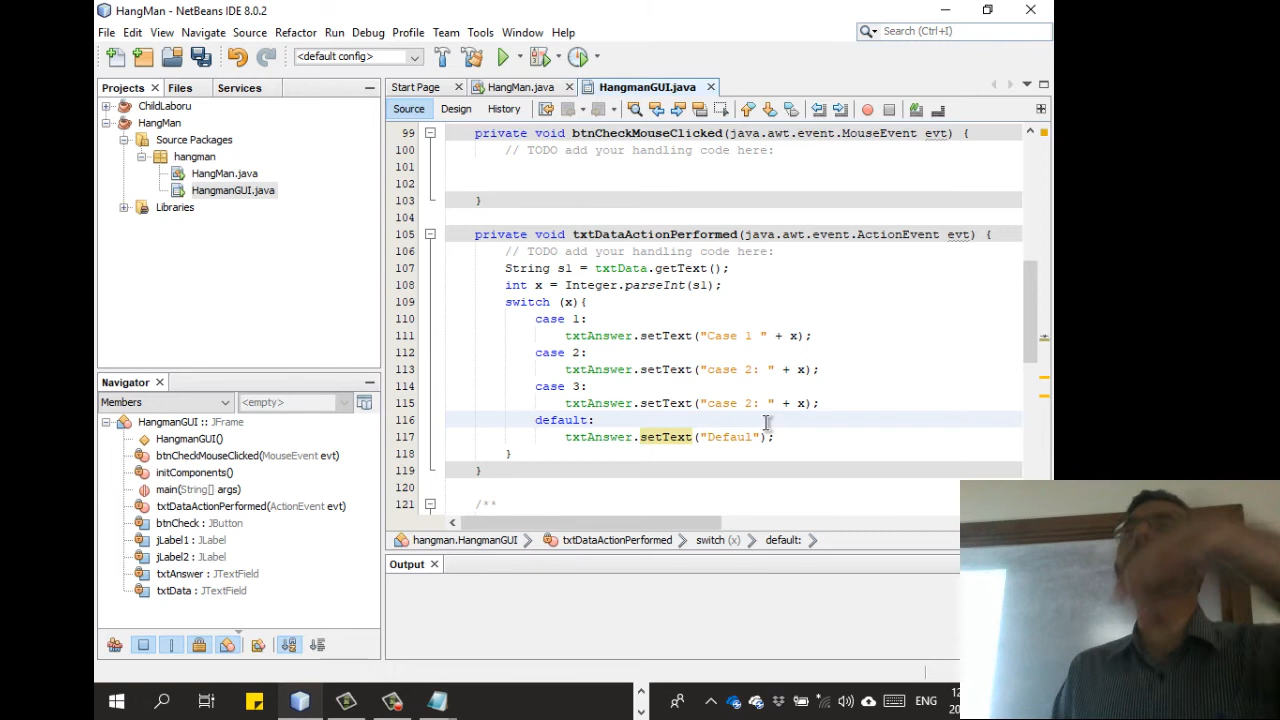 HangMan - NetBeans IDE 8.0.2
File Edit View Navigate Source Refactor Run Debug Profile Team Tools Window Help
Search (Ctrl+I)
<default config>
Projects Files Services
Start Page HangMan.java HangmanGUI.java
Source Design History
ChildLaboru
HangMan
Source Packages
hangman
HangMan.java
HangmanGUI.java
Libraries
99 private void btnCheckMouseClicked(java.awt.event.MouseEvent evt) {
100 // TODO add your handling code here:
101
102
103 }
104
105 private void txtDataActionPerformed(java.awt.event.ActionEvent evt) {
106 // TODO add your handling code here:
107 String s1 = txtData.getText();
108 int x = Integer.parseInt(s1);
109 switch (x){
110 case 1:
111 txtAnswer.setText("Case 1 " + x);
112 case 2:
113 txtAnswer.setText("case 2: " + x);
114 case 3:
115 txtAnswer.setText("case 2: " + x);
116 default:
117 txtAnswer.setText("Defaul");
118 }
119 }
120
121 /**
Navigator
Members <empty>
HangmanGUI :: JFrame
HangmanGUI()
btnCheckMouseClicked(MouseEvent evt)
initComponents()
main(String[] args)
txtDataActionPerformed(ActionEvent evt)
btnCheck : JButton
jLabel1 : JLabel
jLabel2 : JLabel
txtAnswer : JTextField
txtData : JTextField
hangman.HangmanGUI txtDataActionPerformed switch (x) default:
Output
ENG